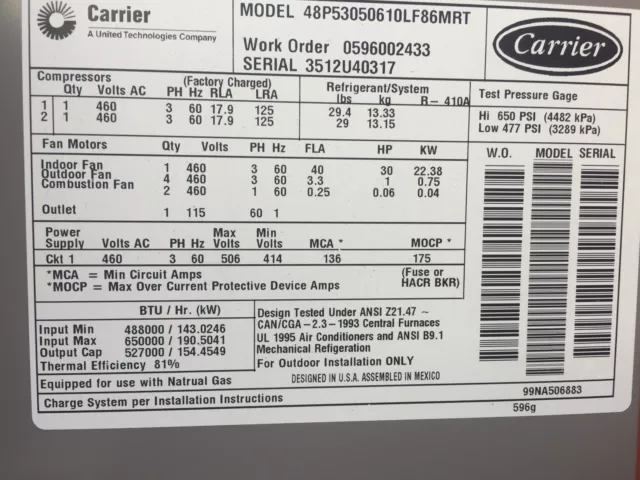 Carrier
A United Technologies Company
MODEL 48P53050610LF86MRT
Work Order 0596002433
SERIAL 3512U40317
Carrier
Compressors (Factory Charged) Refrigerant/System Test Pressure Gage
Qty Volts AC PH Hz RLA LRA lbs kg R- 410A
1 1 460 3 60 17.9 125 29.4 13.33 Hi 650 PSI (4482 kPa)
2 1 460 3 60 17.9 125 29 13.15 Low 477 PSI (3289 kPa)
Fan Motors Qty Volts PH Hz FLA HP KW W.O. MODEL SERIAL
Indoor Fan 1 460 3 60 40 30 22.38
Outdoor Fan 4 460 3 60 3.3 1 0.75
Combustion Fan 2 460 1 60 0.25 0.06 0.04
Outlet 1 115 60 1
Power Max Min
Supply Volts AC PH Hz Volts Volts MCA * MOCP *
Ckt 1 460 3 60 506 414 136 175
*MCA = Min Circuit Amps (Fuse or
*MOCP = Max Over Current Protective Device Amps HACR BKR)
BTU / Hr. (kW)
Input Min 488000 / 143.0246
Input Max 650000 / 190.5041
Output Cap 527000 / 154.4549
Thermal Efficiency 81%
Design Tested Under ANSI Z21.47 ~
CAN/CGA-2.3-1993 Central Furnaces
UL 1995 Air Conditioners and ANSI B9.1
Mechanical Refigeration
For Outdoor Installation ONLY
Equipped for use with Natrual Gas
DESIGNED IN U.S.A. ASSEMBLED IN MEXICO
99NA506883
Charge System per Installation Instructions
596g